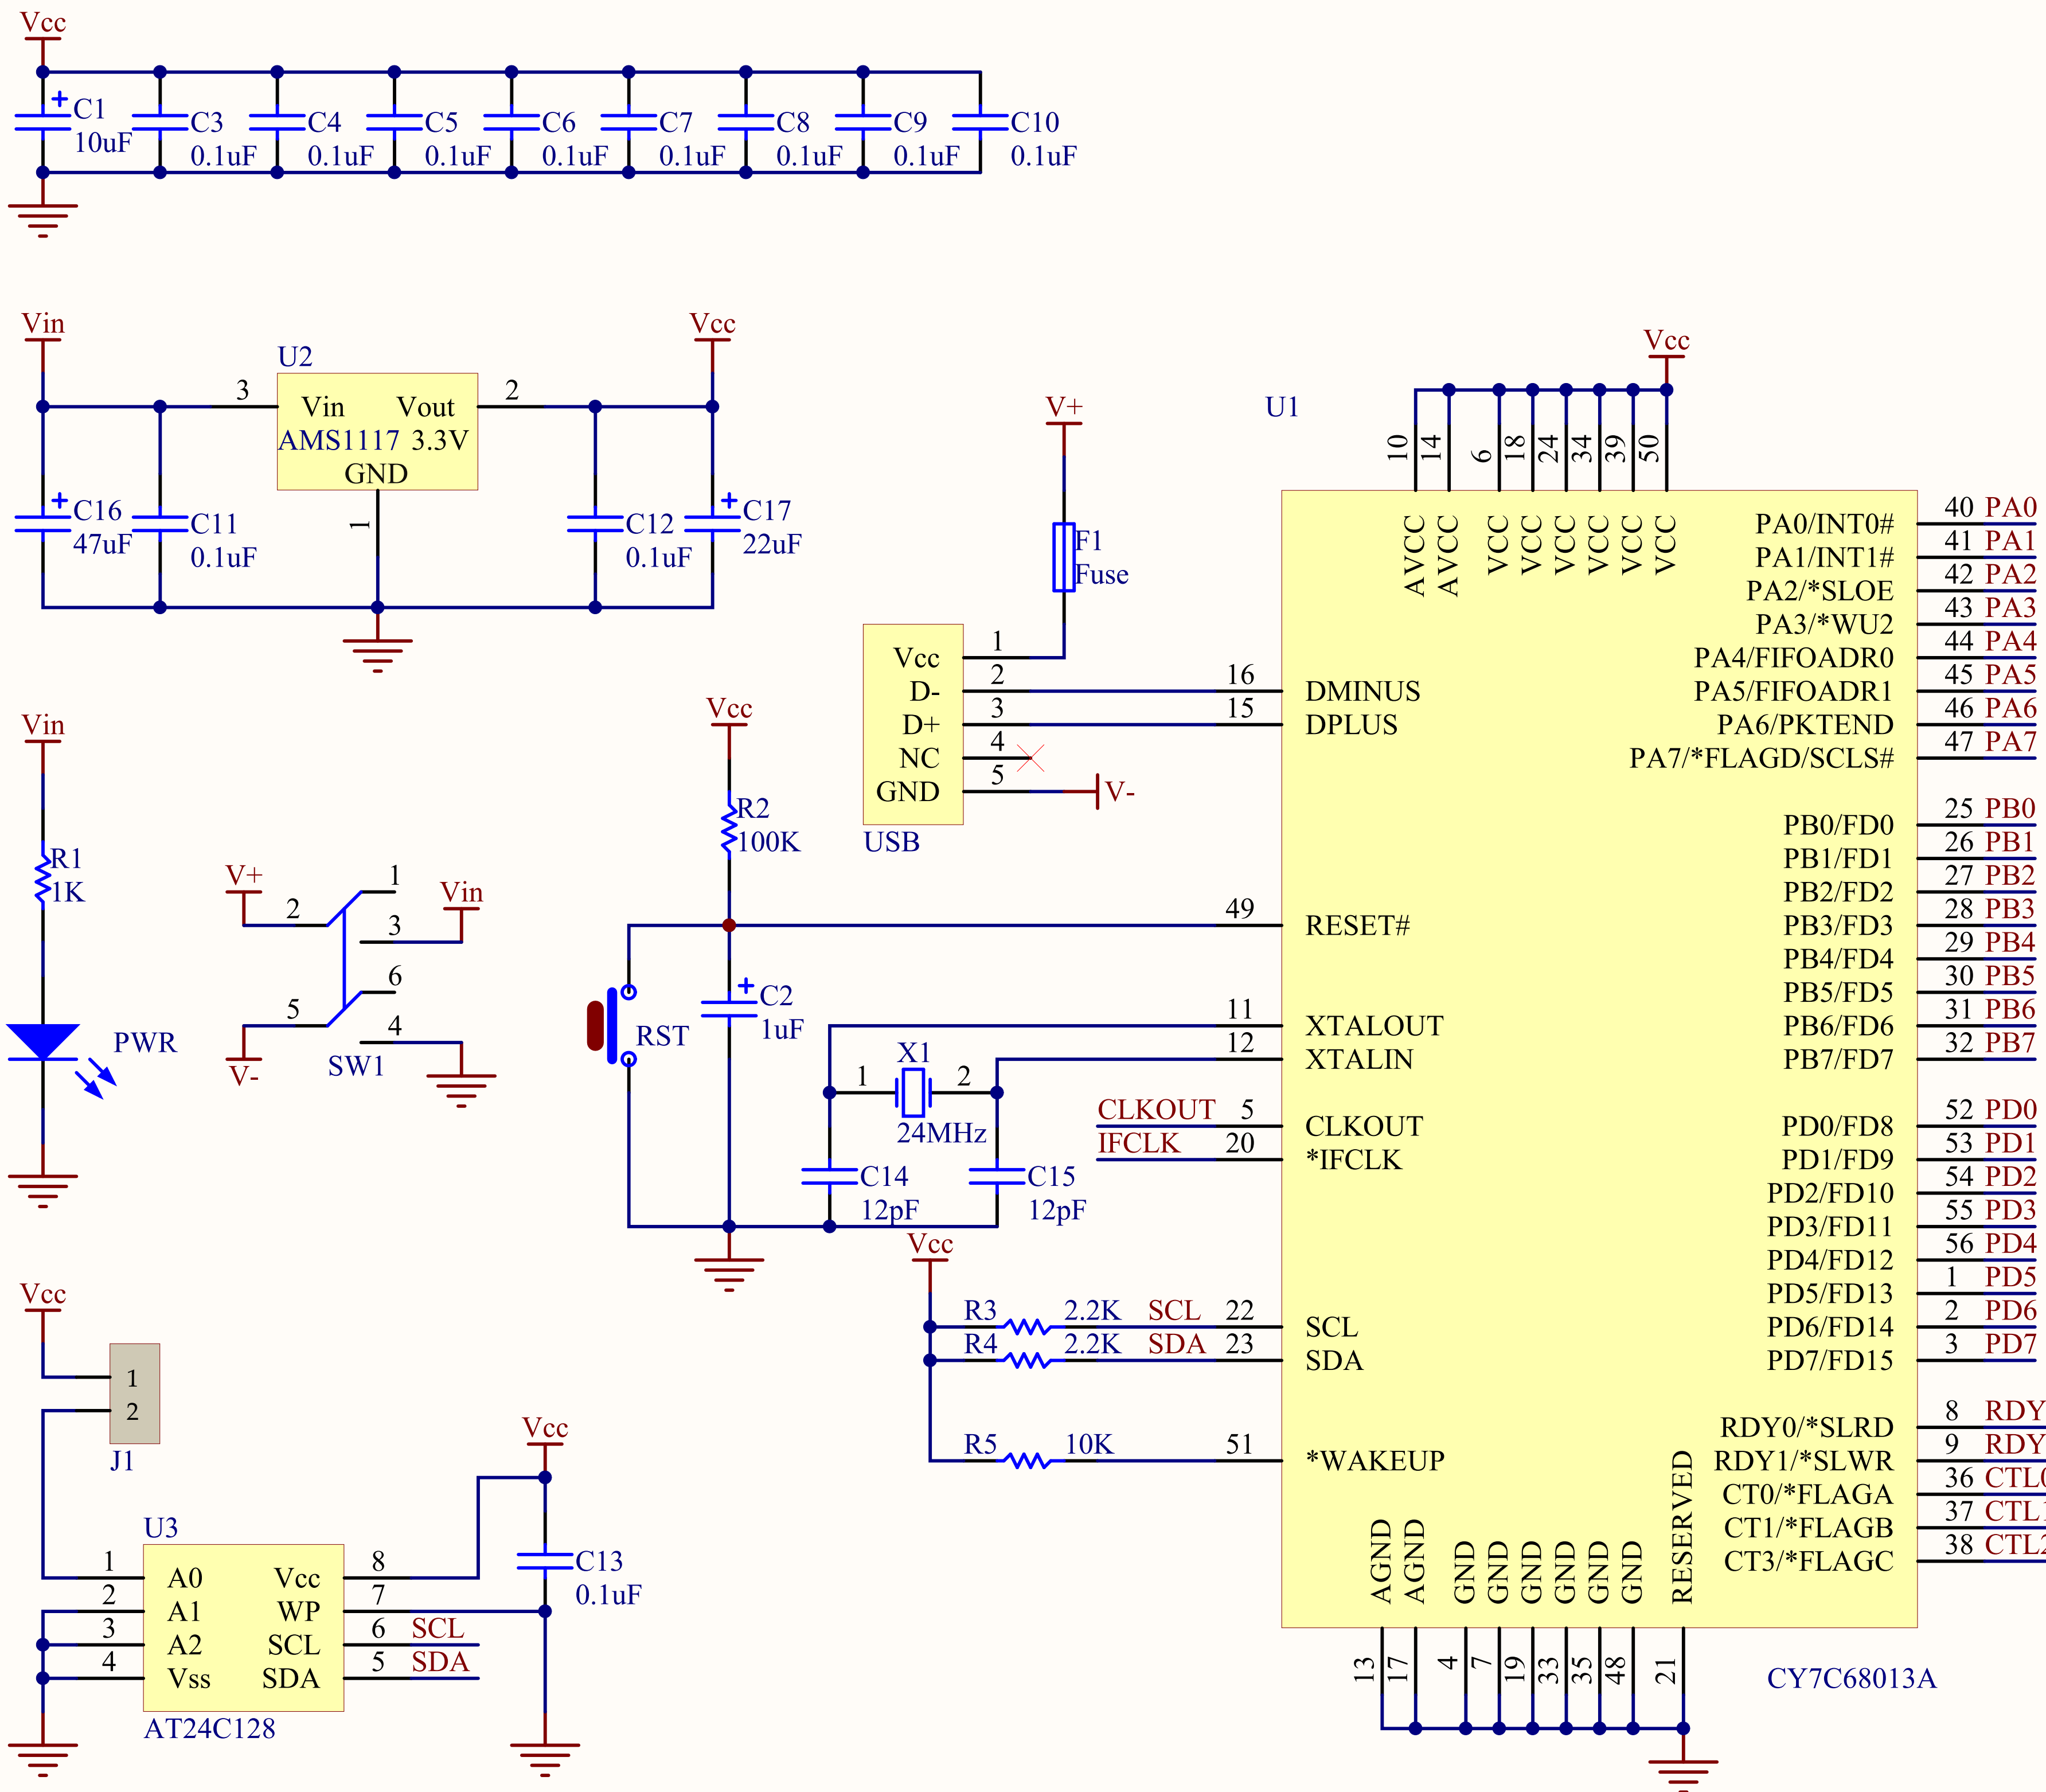 Vcc
+ C1 10uF
C3 0.1uF
C4 0.1uF
C5 0.1uF
C6 0.1uF
C7 0.1uF
C8 0.1uF
C9 0.1uF
C10 0.1uF
Vin
Vcc
U2
3
2
Vin Vout
AMS1117 3.3V
GND
1
+ C16 47uF
C11 0.1uF
C12 0.1uF
+ C17 22uF
Vin
R1
1K
PWR
V+
2
1
3
Vin
5
6
4
V-
SW1
V+
F1
Fuse
Vcc 1
D- 2
D+ 3
NC 4
GND 5
V-
USB
Vcc
R2
100K
+ C2
1uF
RST
X1
1 2
24MHz
C14
12pF
C15
12pF
Vcc
R3 2.2K SCL
R4 2.2K SDA
R5 10K
Vcc
1
2
J1
U3
1 A0 Vcc 8
2 A1 WP 7
3 A2 SCL 6 SCL
4 Vss SDA 5 SDA
AT24C128
Vcc
C13
0.1uF
U1
Vcc
10 14 6 18 24 34 39 50
AVCC AVCC VCC VCC VCC VCC VCC VCC
16 DMINUS
15 DPLUS
49 RESET#
11 XTALOUT
12 XTALIN
CLKOUT 5 CLKOUT
IFCLK 20 *IFCLK
22 SCL
23 SDA
51 *WAKEUP
PA0/INT0# 40 PA0
PA1/INT1# 41 PA1
PA2/*SLOE 42 PA2
PA3/*WU2 43 PA3
PA4/FIFOADR0 44 PA4
PA5/FIFOADR1 45 PA5
PA6/PKTEND 46 PA6
PA7/*FLAGD/SCLS# 47 PA7
PB0/FD0 25 PB0
PB1/FD1 26 PB1
PB2/FD2 27 PB2
PB3/FD3 28 PB3
PB4/FD4 29 PB4
PB5/FD5 30 PB5
PB6/FD6 31 PB6
PB7/FD7 32 PB7
PD0/FD8 52 PD0
PD1/FD9 53 PD1
PD2/FD10 54 PD2
PD3/FD11 55 PD3
PD4/FD12 56 PD4
PD5/FD13 1 PD5
PD6/FD14 2 PD6
PD7/FD15 3 PD7
RDY0/*SLRD 8 RDY
RDY1/*SLWR 9 RDY
CT0/*FLAGA 36
CT1/*FLAGB 37
CT3/*FLAGC 38
AGND AGND GND GND GND GND GND GND RESERVED
13 17 4 7 19 33 35 48 21
CY7C68013A